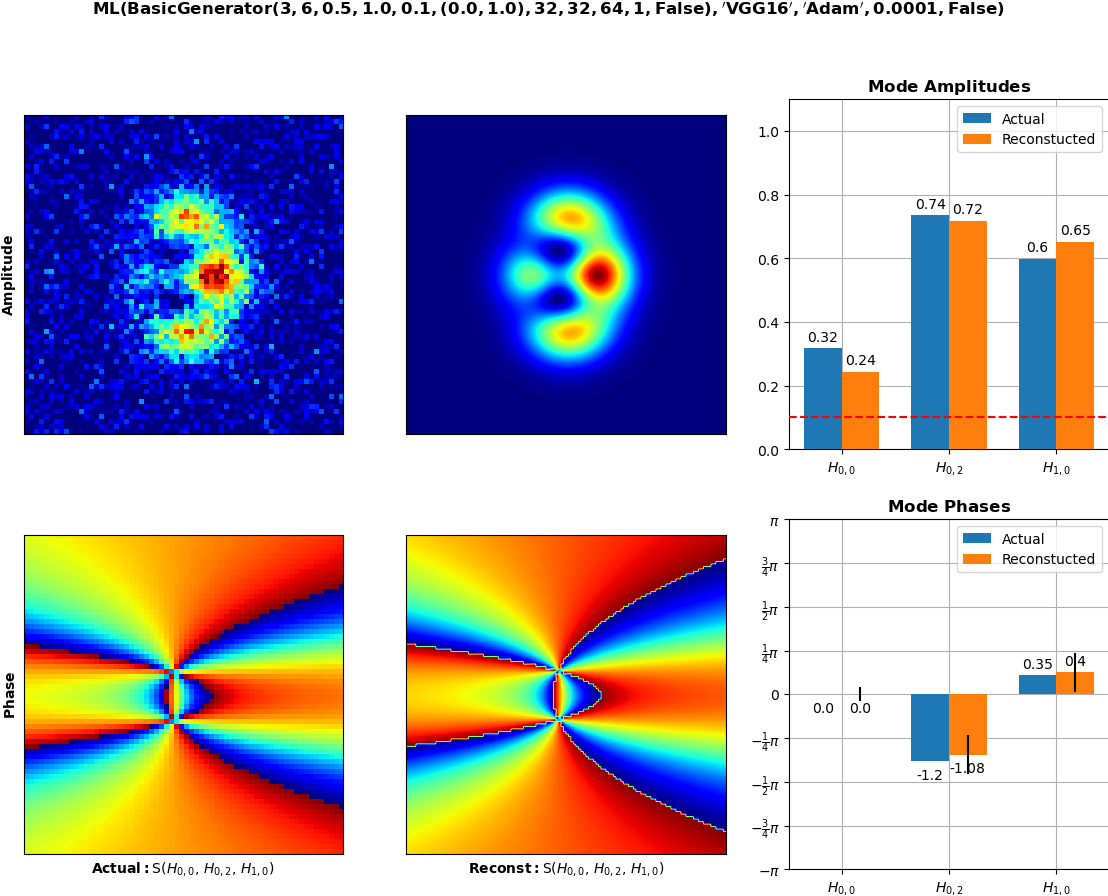 ML(BasicGenerator(3, 6, 0.5, 1.0, 0.1, (0.0, 1.0), 32, 32, 64, 1, False), ′VGG16′, ′Adam′, 0.0001, False)
Amplitude
Mode Amplitudes
Actual
Reconstucted
1.0
0.8
0.6
0.4
0.2
0.0
0.32
0.24
0.74
0.72
0.6
0.65
H0,0
H0,2
H1,0
Phase
Actual: S(H0,0, H0,2, H1,0)
Reconst: S(H0,0, H0,2, H1,0)
Mode Phases
Actual
Reconstucted
π
3/4π
1/2π
1/4π
0
−1/4π
−1/2π
−3/4π
−π
0.0
0.0
-1.2
-1.08
0.35
0.4
H0,0
H0,2
H1,0